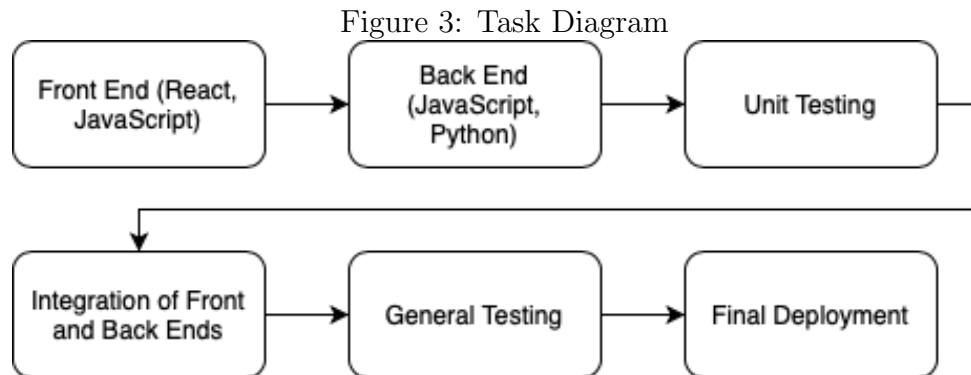 Figure 3: Task Diagram
Front End (React,
JavaScript)
Back End
(JavaScript,
Python)
Unit Testing
Integration of Front
and Back Ends
General Testing
Final Deployment